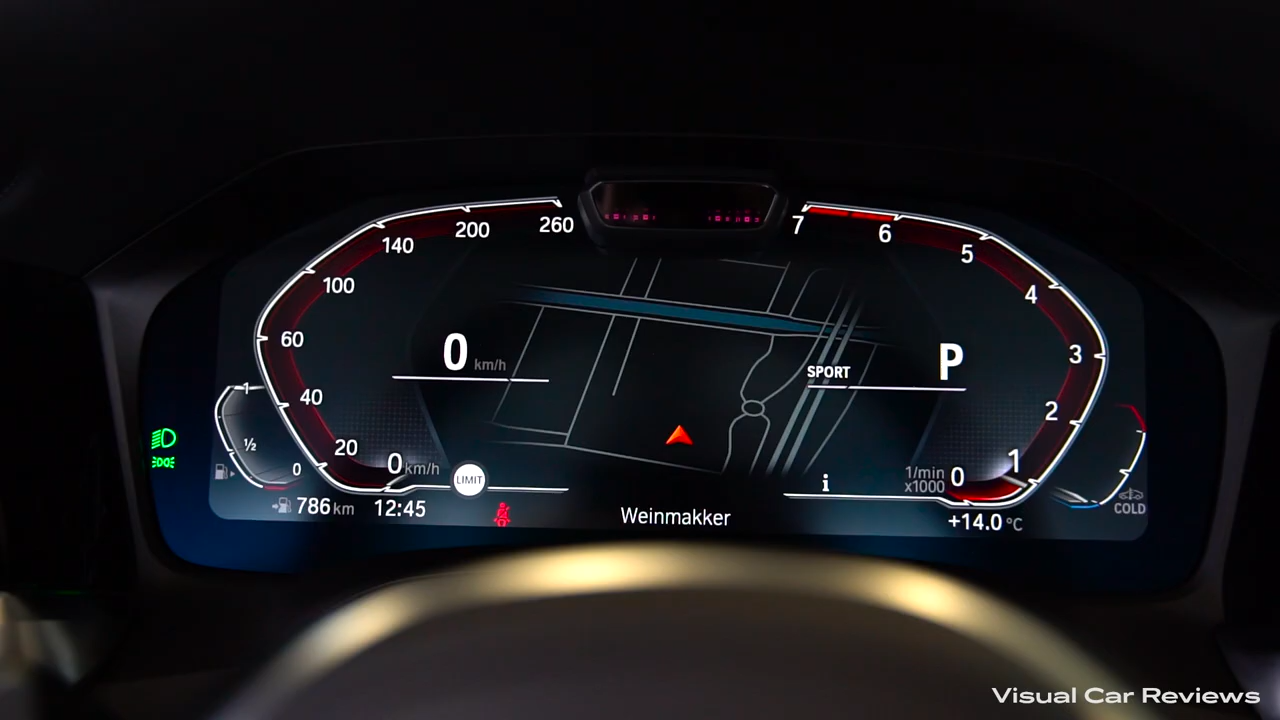 260
200
140
100
60
40
20
0 km/h
7
6
5
4
3
2
1
0
1/min
x1000
0 km/h
SPORT
P
1
½
0
LIMIT
i
786 km
12:45
Weinmakker
+14.0 °C
COLD
Visual Car Reviews